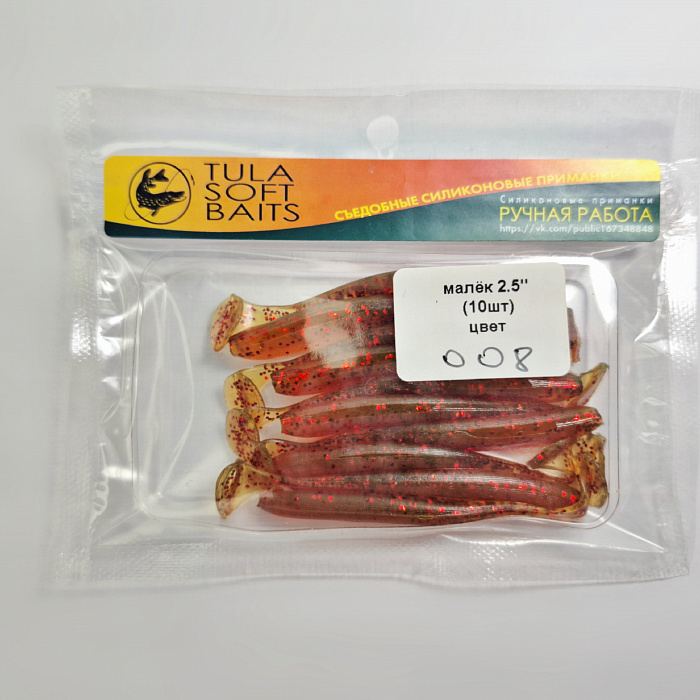 TULA
SOFT
BAITS
СЪЕДОБНЫЕ СИЛИКОНОВЫЕ ПРИМАНКИ
Силиконовые приманки
РУЧНАЯ РАБОТА
https://vk.com/public167348848
малёк 2.5"
(10шт)
цвет
008